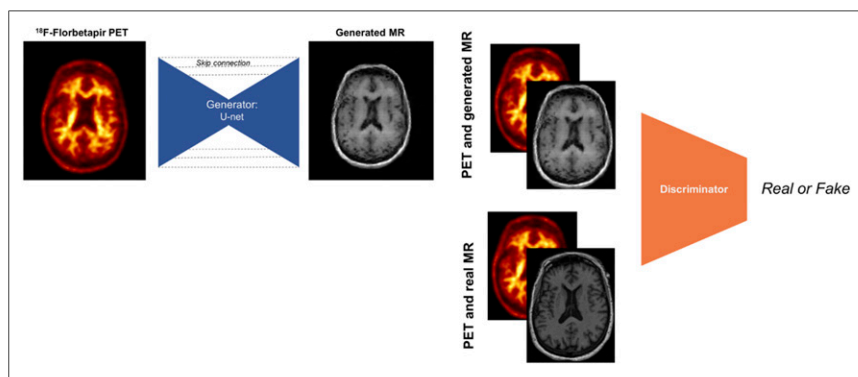 ¹⁸F-Florbetapir PET
Skip connection
Generator:
U-net
Generated MR
PET and generated MR
PET and real MR
Discriminator
Real or Fake